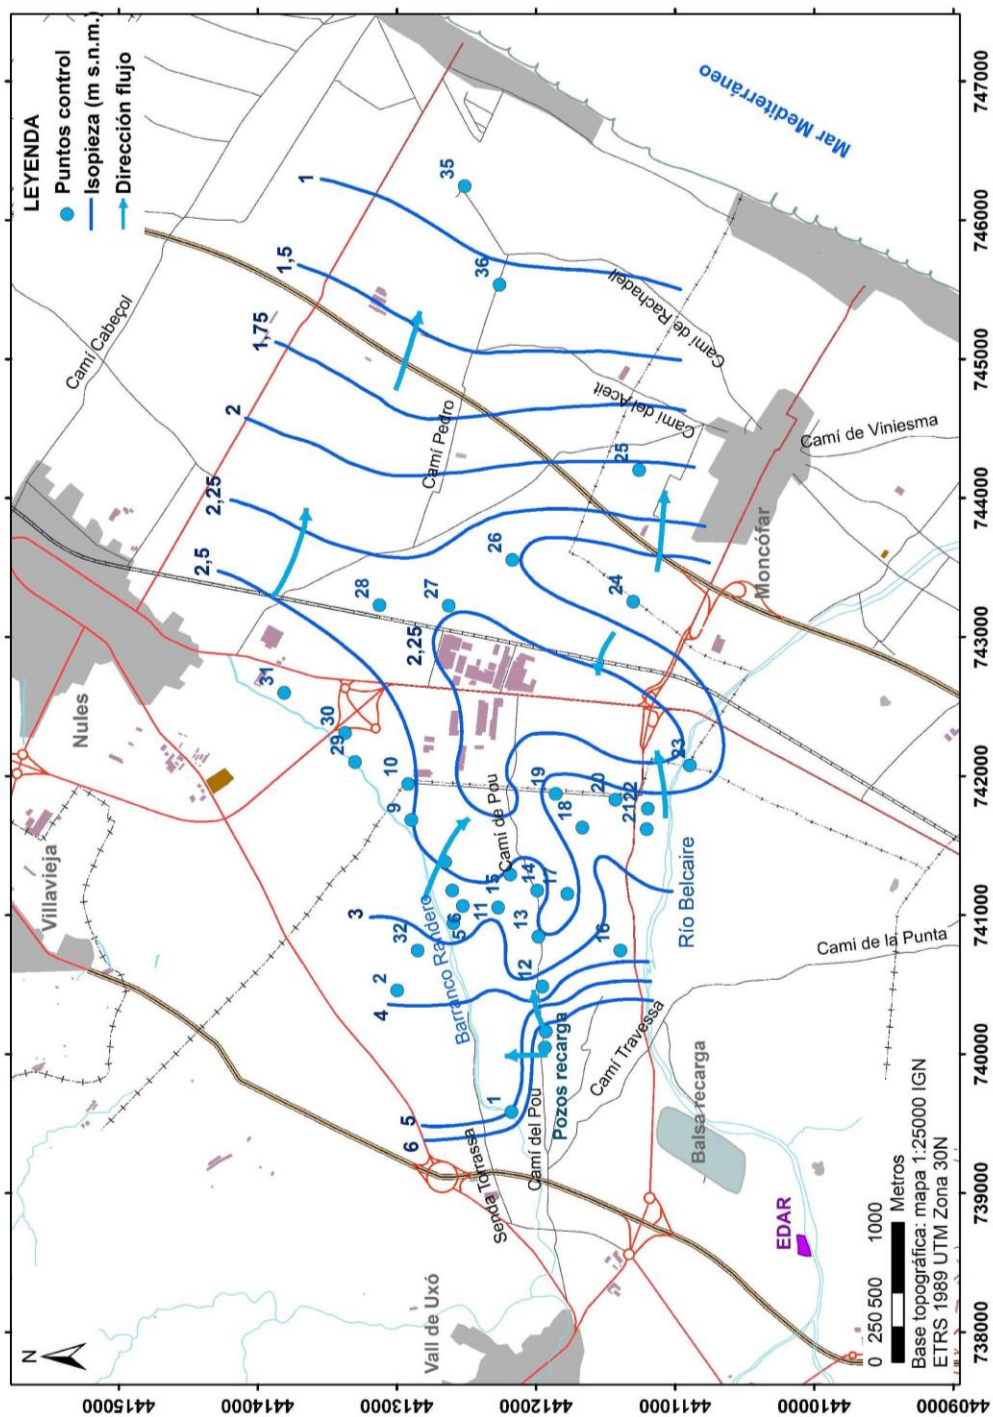 LEYENDA
Puntos control
Isopieza (m s.n.m.)
Dirección flujo
N
Villavieja
Nules
Camí Cabeçol
Vall de Uxó
Senda Torrassa
Barranco Randero
Camí del Pou
Pozos recarga
Camí de Pou
Camí Pedro
Camí Travessa
Balsa recarga
EDAR
Río Belcaire
Cami de la Punta
Moncófar
Camí del Aceit
Camí de Rachadell
Camí de Viniesma
Mar Mediterráneo
6
5
4
3
2,5
2,25
2
1,75
1,5
1
2,25
1
2
32
5
6
11
15
14
13
12
17
16
9
10
29
30
31
28
27
26
19
18
20
21
22
23
24
25
36
35
0 250 500 1000
Metros
Base topográfica: mapa 1:25000 IGN
ETRS 1989 UTM Zona 30N
738000
739000
740000
741000
742000
743000
744000
745000
746000
747000
4415000
4414000
4413000
4412000
4411000
4410000
4409000